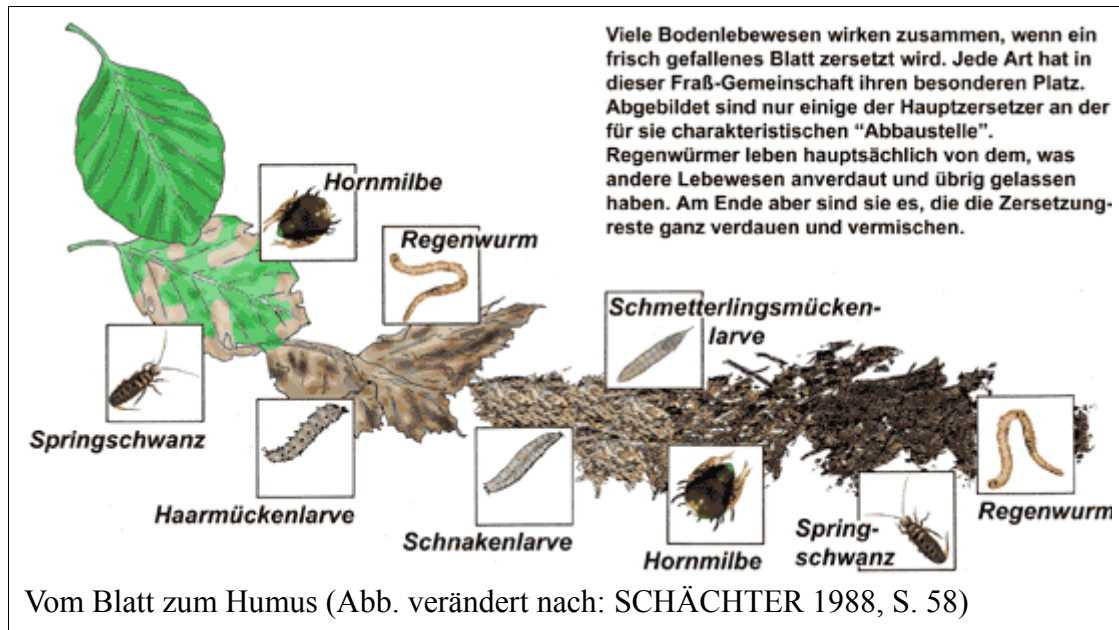 Viele Bodenlebewesen wirken zusammen, wenn ein
frisch gefallenes Blatt zersetzt wird. Jede Art hat in
dieser Fraß-Gemeinschaft ihren besonderen Platz.
Abgebildet sind nur einige der Hauptzersetzer an der
für sie charakteristischen “Abbaustelle”.
Regenwürmer leben hauptsächlich von dem, was
andere Lebewesen anverdaut und übrig gelassen
haben. Am Ende aber sind sie es, die die Zersetzung-
reste ganz verdauen und vermischen.
Hornmilbe
Regenwurm
Schmetterlingsmücken-
larve
Springschwanz
Haarmückenlarve
Schnakenlarve
Hornmilbe
Spring-
schwanz
Regenwurm
Vom Blatt zum Humus (Abb. verändert nach: SCHÄCHTER 1988, S. 58)